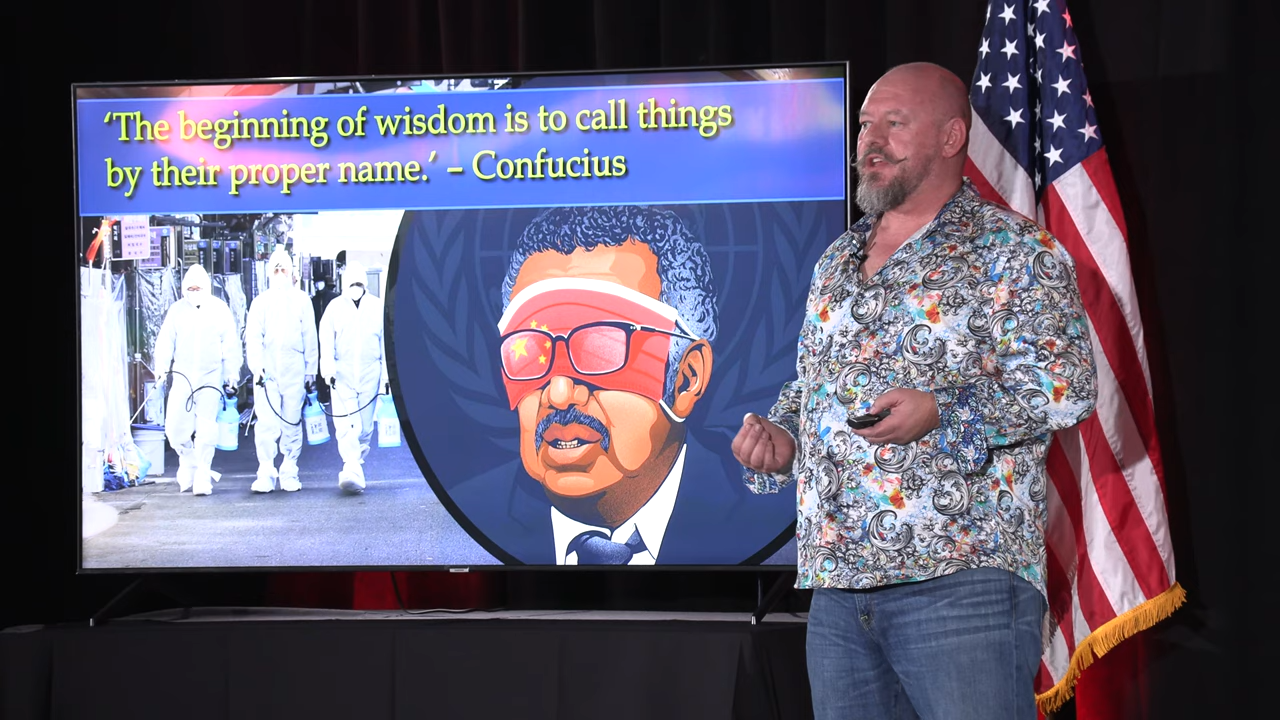 ‘The beginning of wisdom is to call things
by their proper name.’ – Confucius